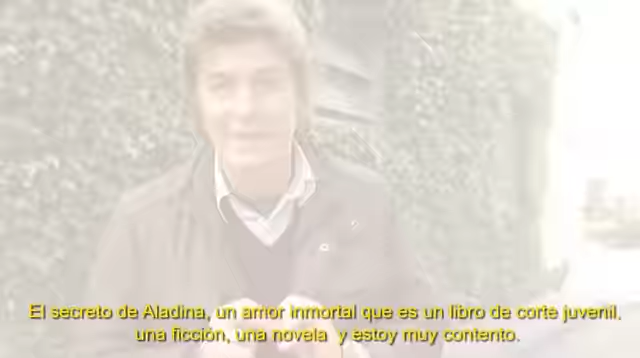 El secreto de Aladina, un amor inmortal que es un libro de corte juvenil.
una ficción, una novela y estoy muy contento.